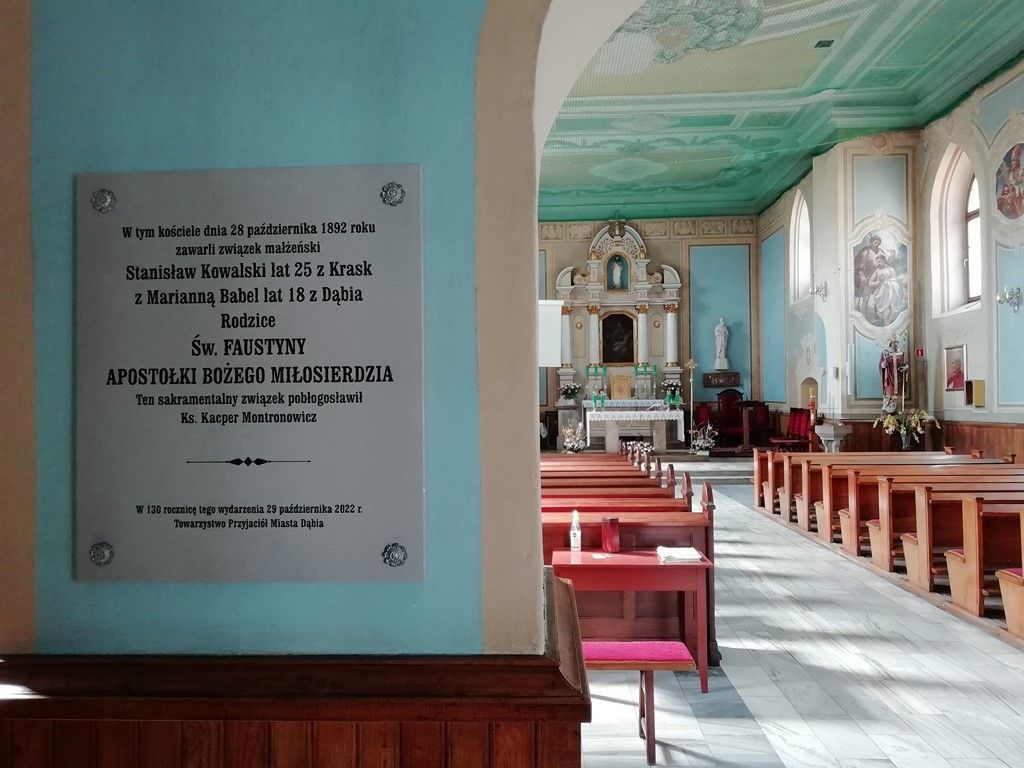 W tym kościele dnia 28 października 1892 roku
zawarli związek małżeński
Stanisław Kowalski lat 25 z Krask
z Marianną Babel lat 18 z Dąbia
Rodzice
Św. FAUSTYNY
APOSTOŁKI BOŻEGO MIŁOSIERDZIA
Ten sakramentalny związek pobłogosławił
Ks. Kacper Montronowicz
W 130 rocznicę tego wydarzenia 29 października 2022 r.
Towarzystwo Przyjaciół Miasta Dąbia